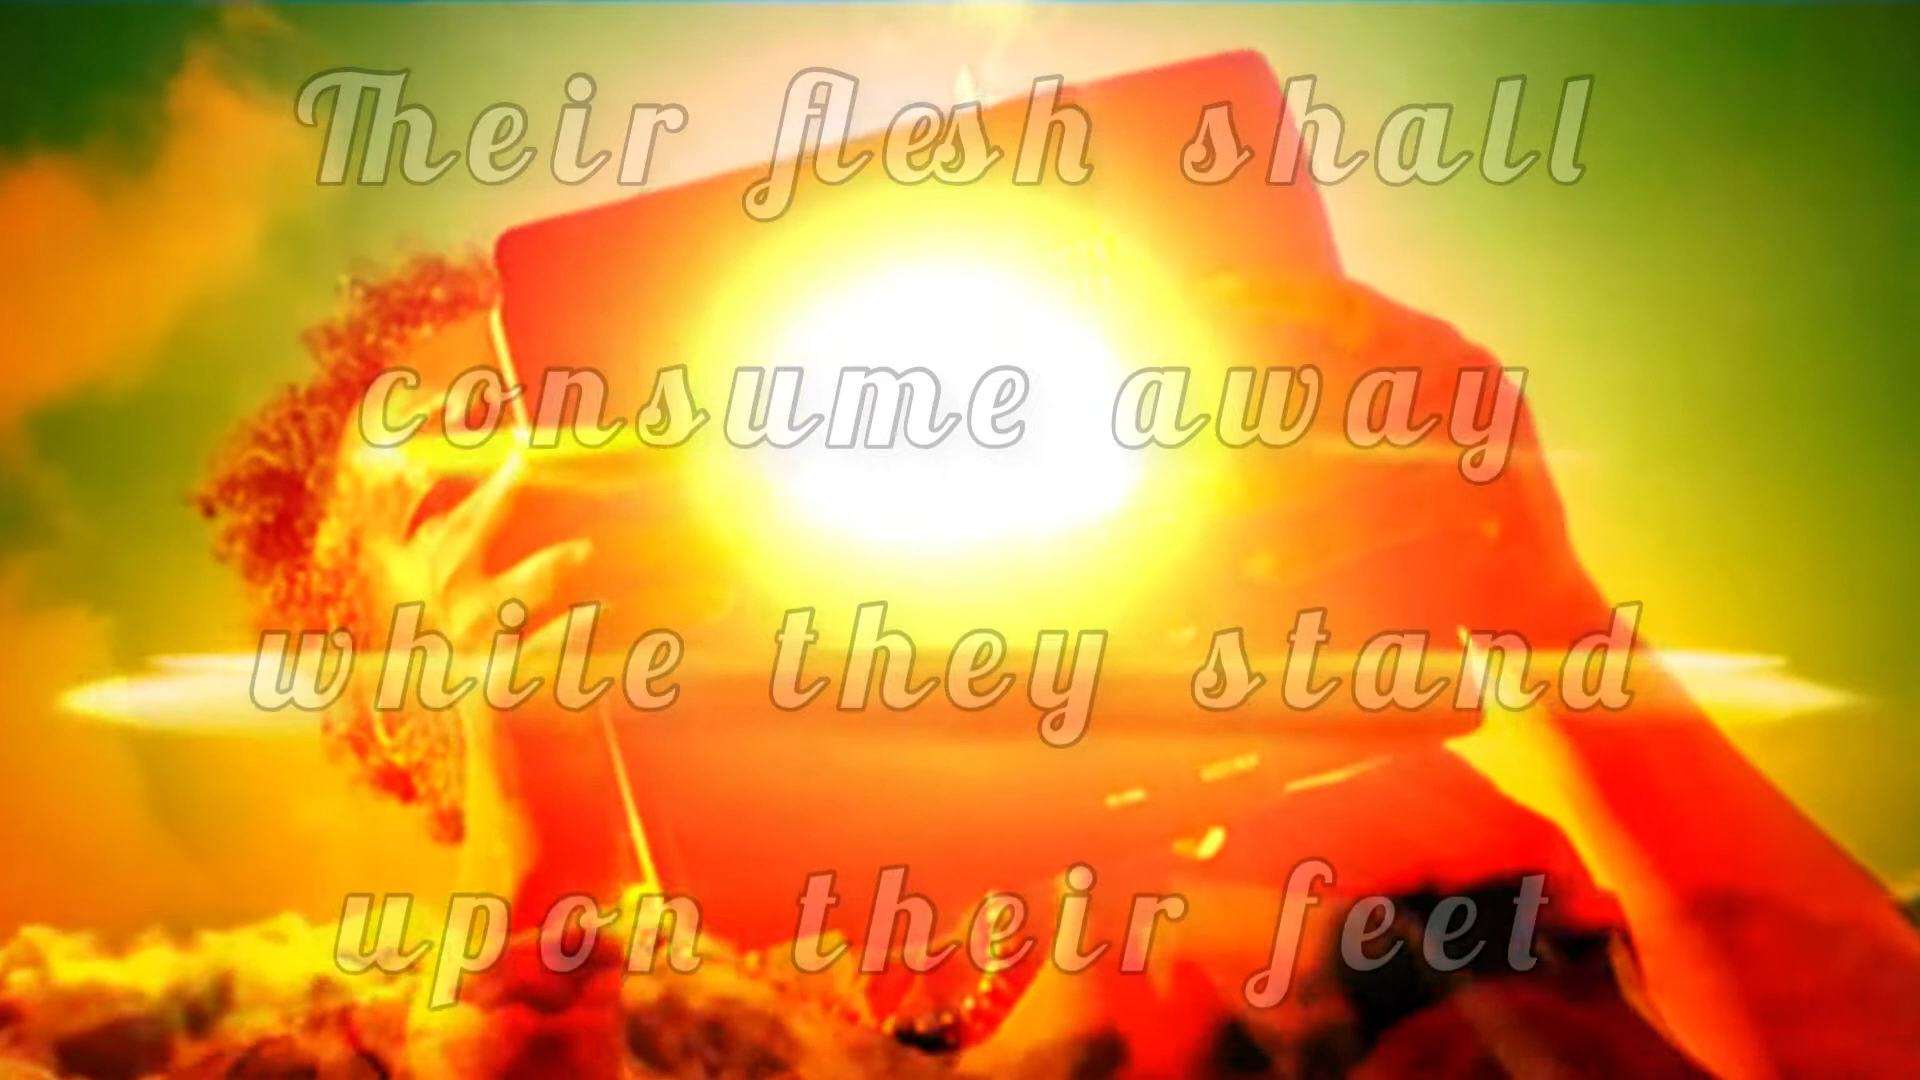 Their flesh shall
consume away
while they stand
upon their feet